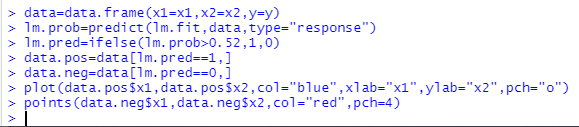 > data=data.frame(x1=x1,x2=x2,y=y)
> lm.prob=predict(lm.fit,data,type="response")
> lm.pred=ifelse(lm.prob>0.52,1,0)
> data.pos=data[lm.pred==1,]
> data.neg=data[lm.pred==0,]
> plot(data.pos$x1,data.pos$x2,col="blue",xlab="x1",ylab="x2",pch="o")
> points(data.neg$x1,data.neg$x2,col="red",pch=4)
>